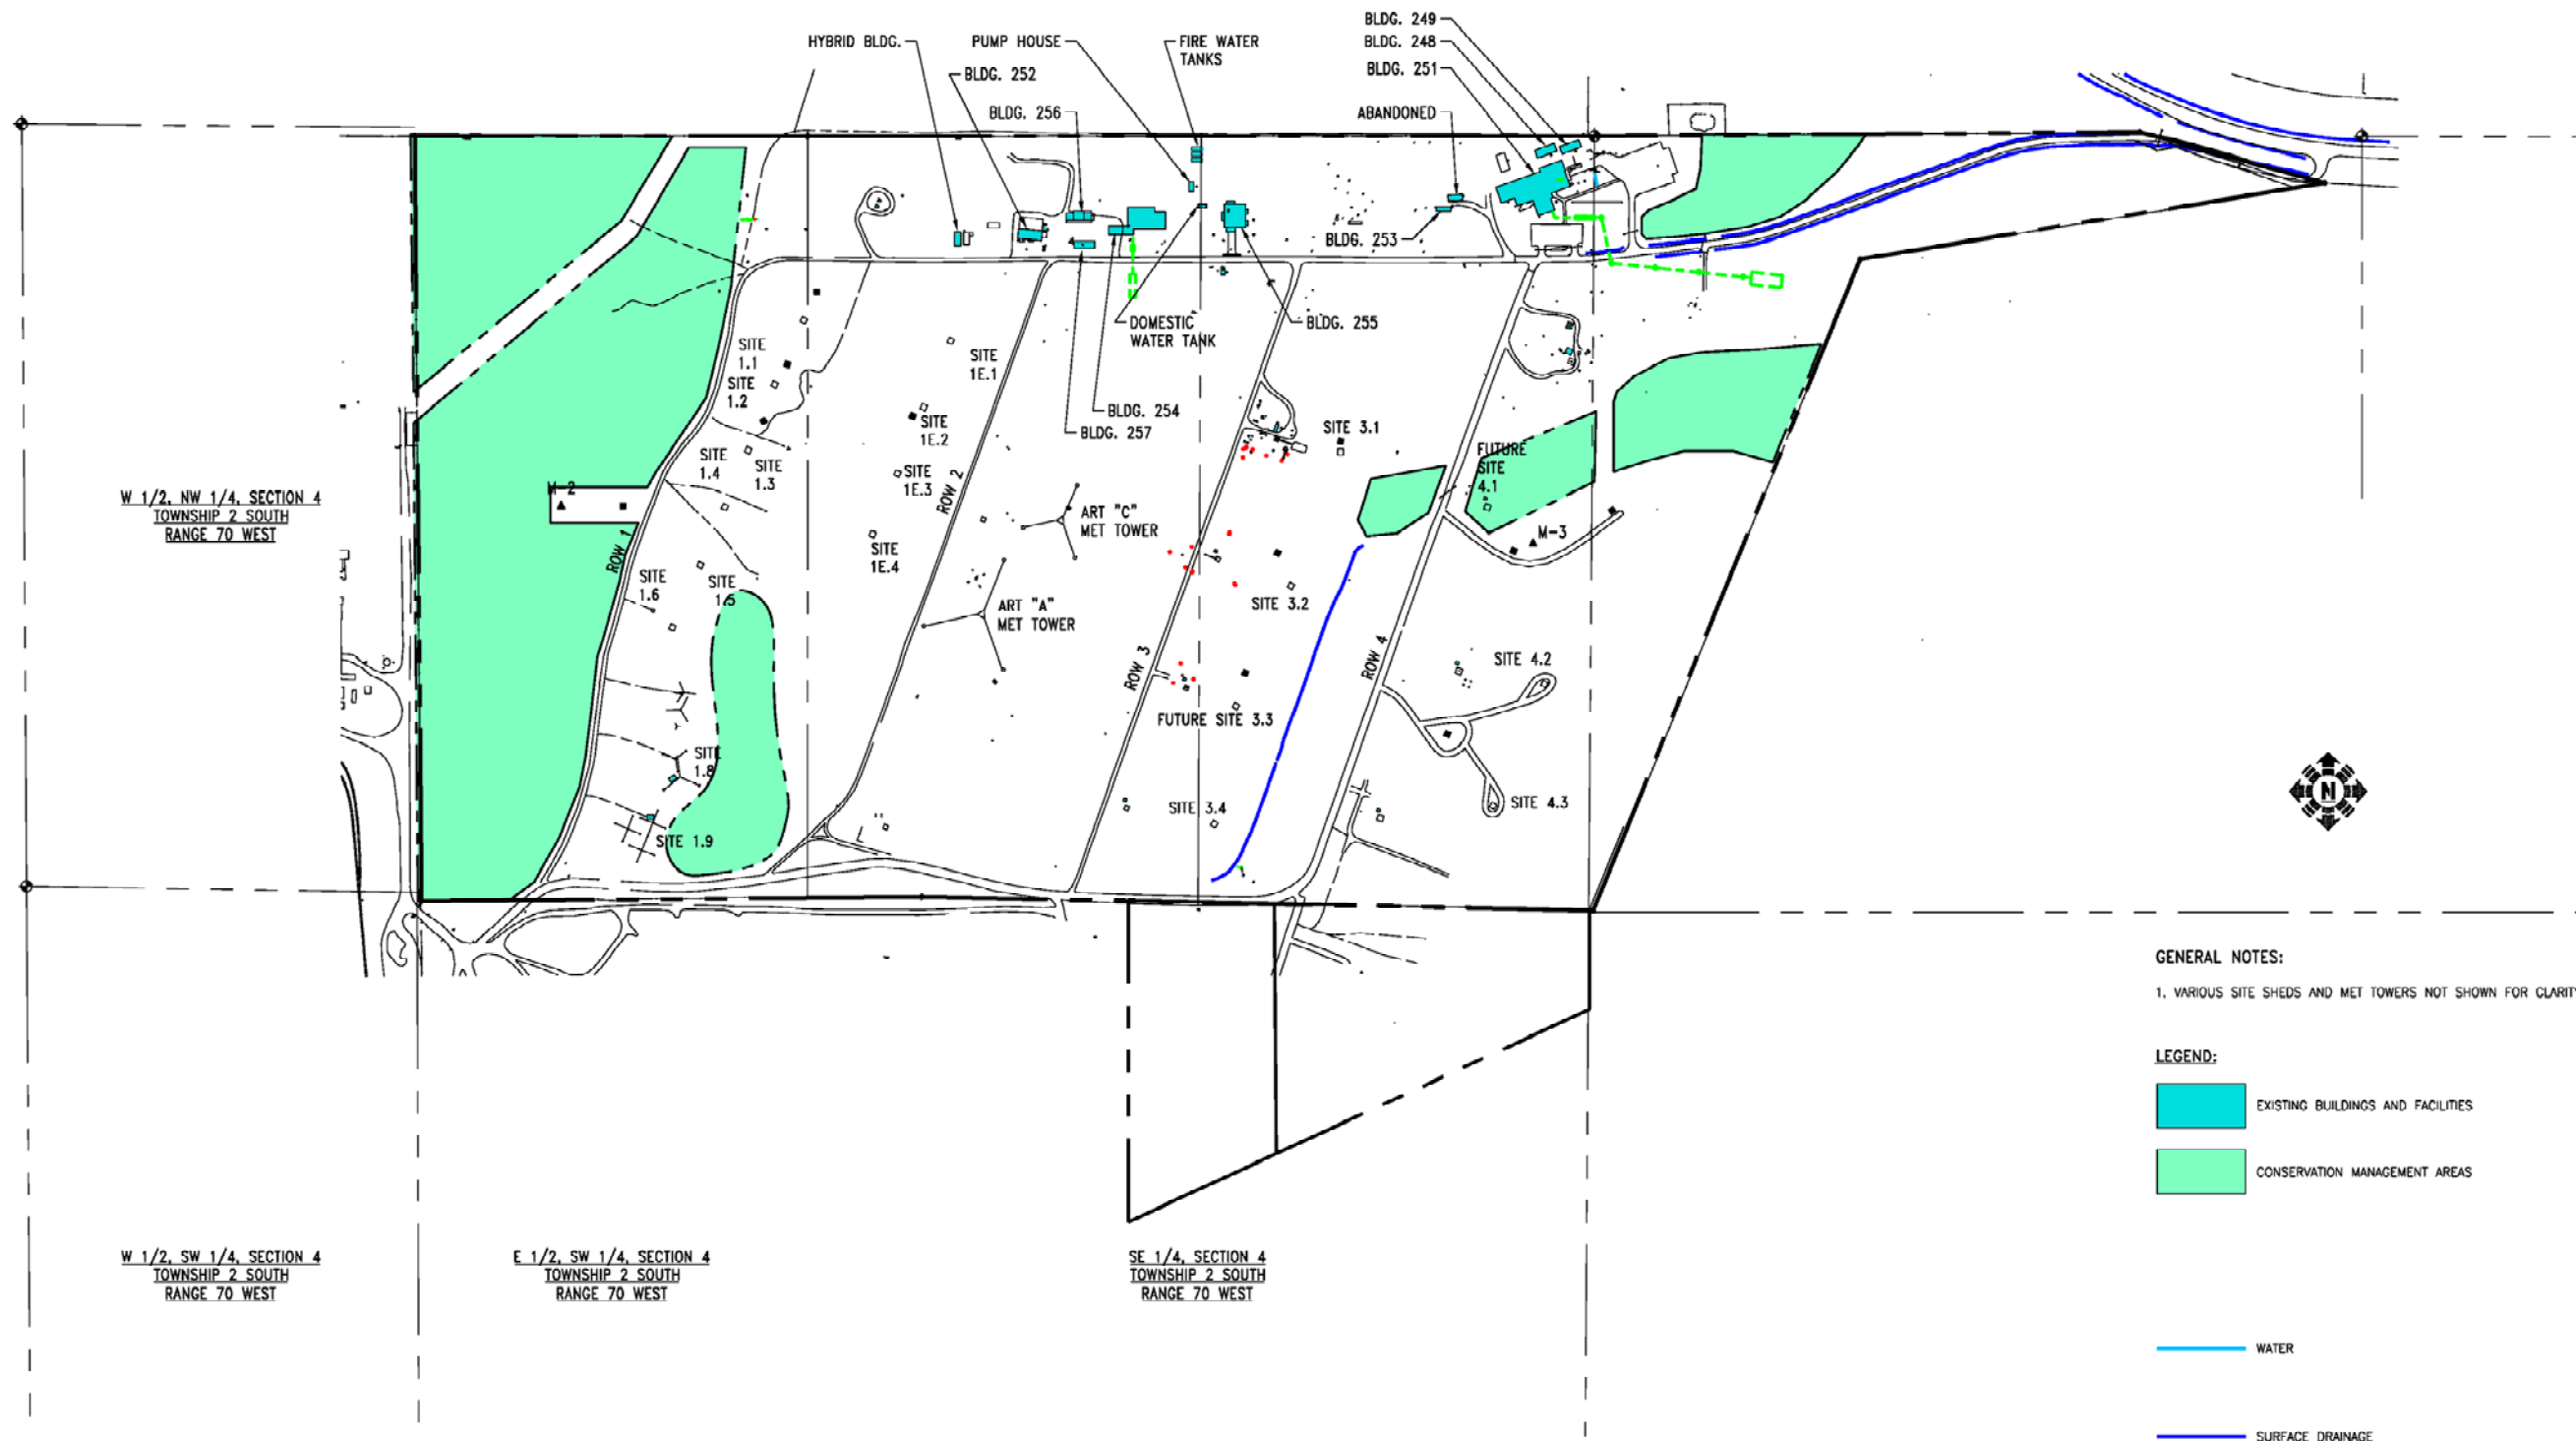 BLDG. 249
BLDG. 248
BLDG. 251
ABANDONED
HYBRID BLDG.
PUMP HOUSE
FIRE WATER
TANKS
BLDG. 252
BLDG. 256
BLDG. 253
DOMESTIC
WATER TANK
BLDG. 255
BLDG. 254
BLDG. 257
SITE
1.1
SITE
1.2
SITE
1E.1
SITE
1E.2
SITE
1.4
SITE
1.3
SITE
1E.3
SITE 3.1
FUTURE
SITE
4.1
W 1/2, NW 1/4, SECTION 4
TOWNSHIP 2 SOUTH
RANGE 70 WEST
M-2
ROW 1
ROW 2
ART "C"
MET TOWER
M-3
SITE
1E.4
SITE
1.6
SITE
1.5
SITE 3.2
ART "A"
MET TOWER
ROW 3
ROW 4
SITE 4.2
FUTURE SITE 3.3
SITE
1.8
N
SITE 3.4
SITE 4.3
SITE 1.9
GENERAL NOTES:
1. VARIOUS SITE SHEDS AND MET TOWERS NOT SHOWN FOR CLARITY
LEGEND:
EXISTING BUILDINGS AND FACILITIES
CONSERVATION MANAGEMENT AREAS
W 1/2, SW 1/4, SECTION 4
TOWNSHIP 2 SOUTH
RANGE 70 WEST
E 1/2, SW 1/4, SECTION 4
TOWNSHIP 2 SOUTH
RANGE 70 WEST
SE 1/4, SECTION 4
TOWNSHIP 2 SOUTH
RANGE 70 WEST
WATER
SURFACE DRAINAGE